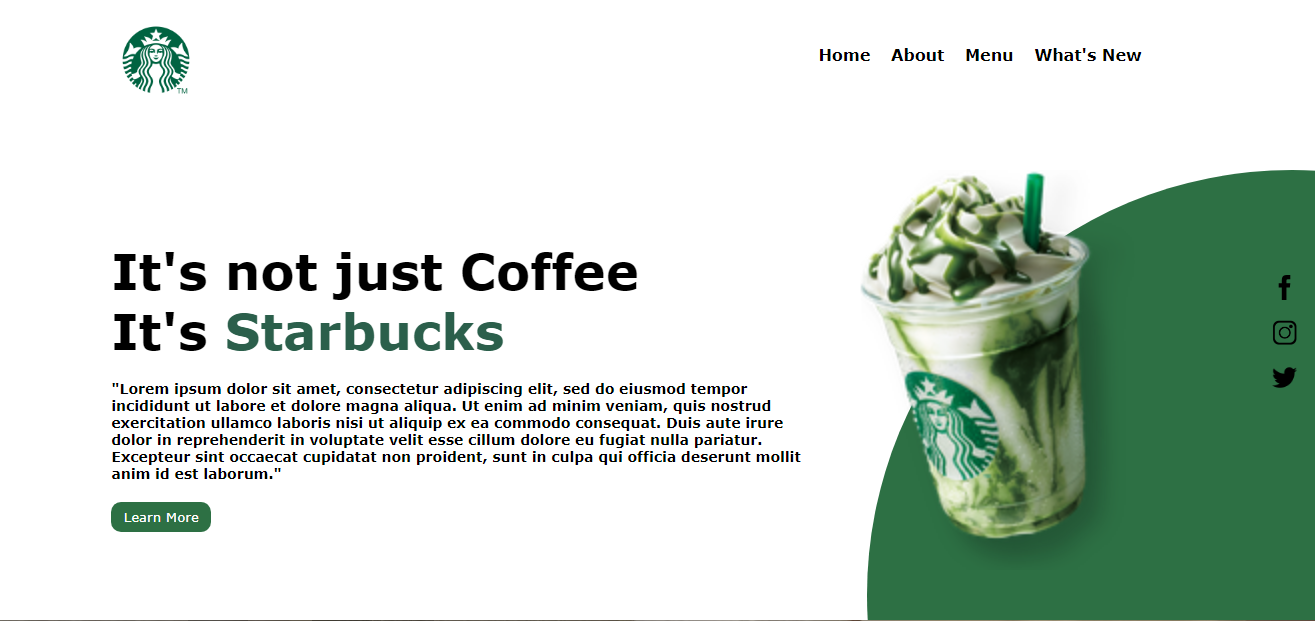 TM
Home About Menu What's New
It's not just Coffee
It's Starbucks
"Lorem ipsum dolor sit amet, consectetur adipiscing elit, sed do eiusmod tempor
incididunt ut labore et dolore magna aliqua. Ut enim ad minim veniam, quis nostrud
exercitation ullamco laboris nisi ut aliquip ex ea commodo consequat. Duis aute irure
dolor in reprehenderit in voluptate velit esse cillum dolore eu fugiat nulla pariatur.
Excepteur sint occaecat cupidatat non proident, sunt in culpa qui officia deserunt mollit
anim id est laborum."
Learn More